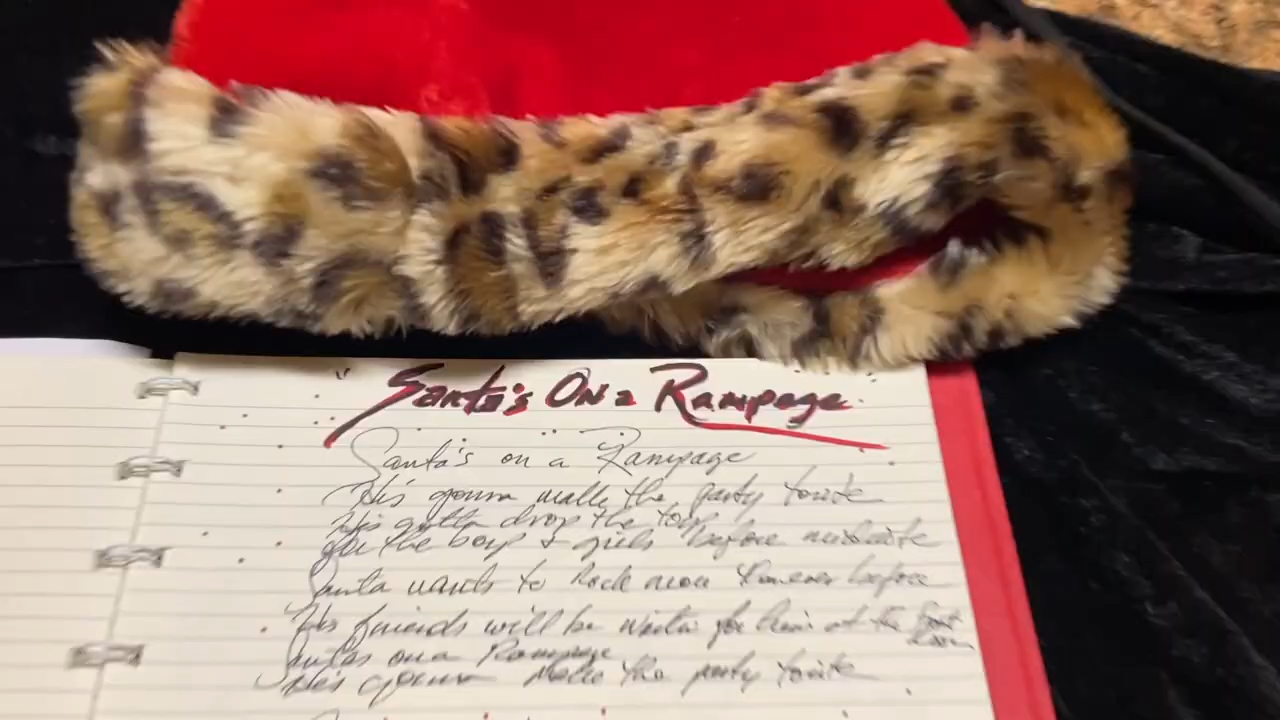 "Santa's On a Rampage"
Santa's on a Rampage
He's gonna make the party tonite
He's gotta drop the toys
for the boys & girls before midnite
Santa wants to Rock more than ever before
His friends will be waitin for him at the front door
Santas on a Rampage
He's gonna make the party tonite